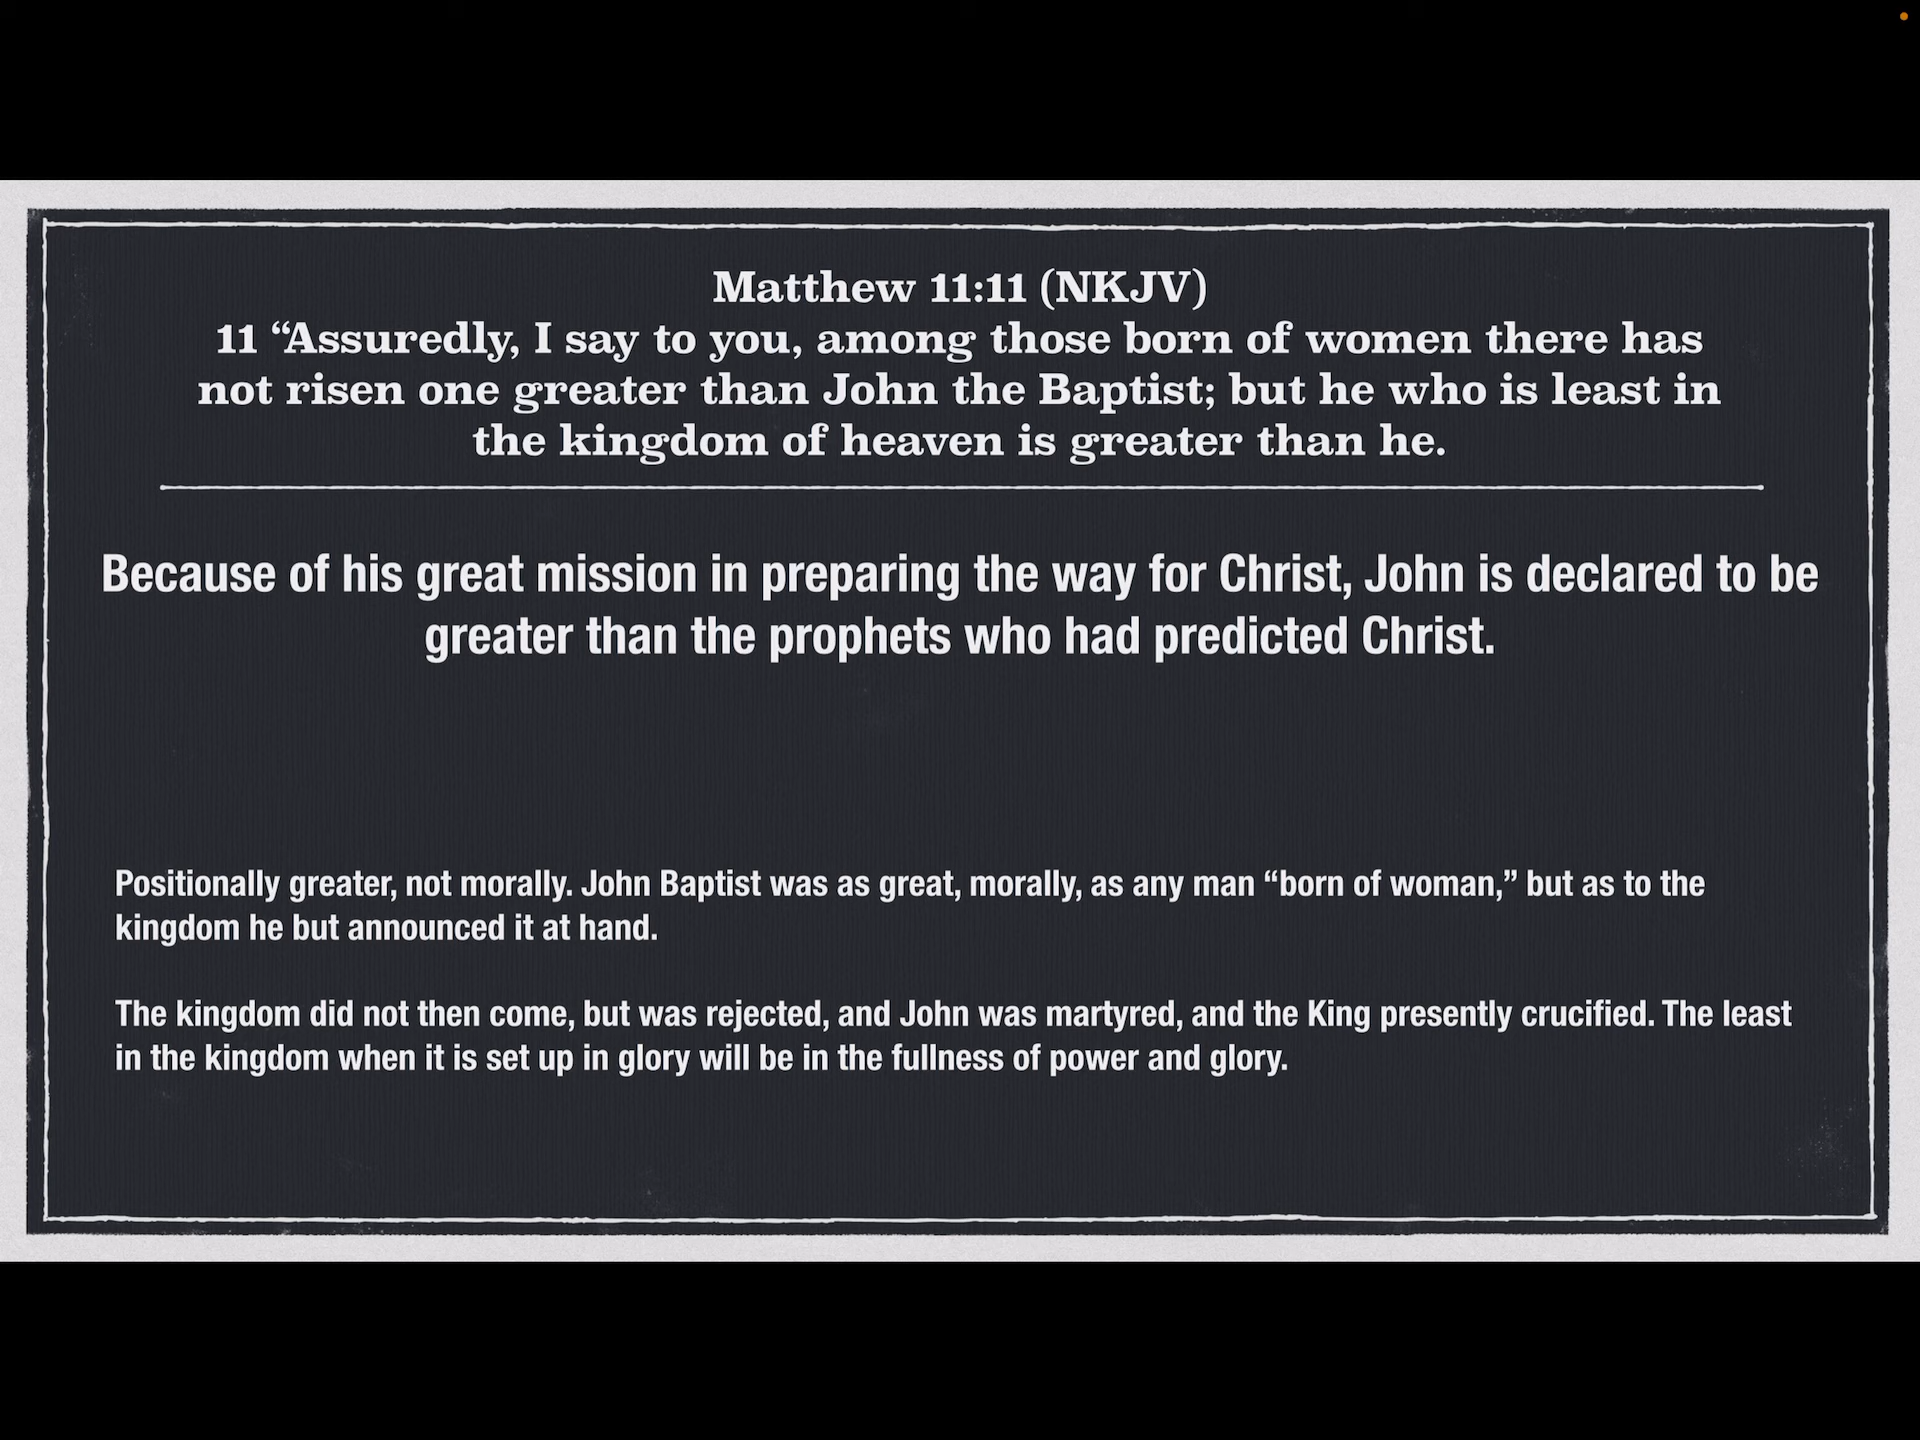 Matthew 11:11 (NKJV)
11 “Assuredly, I say to you, among those born of women there has
not risen one greater than John the Baptist; but he who is least in
the kingdom of heaven is greater than he.
Because of his great mission in preparing the way for Christ, John is declared to be
greater than the prophets who had predicted Christ.
Positionally greater, not morally. John Baptist was as great, morally, as any man “born of woman,” but as to the
kingdom he but announced it at hand.
The kingdom did not then come, but was rejected, and John was martyred, and the King presently crucified. The least
in the kingdom when it is set up in glory will be in the fullness of power and glory.